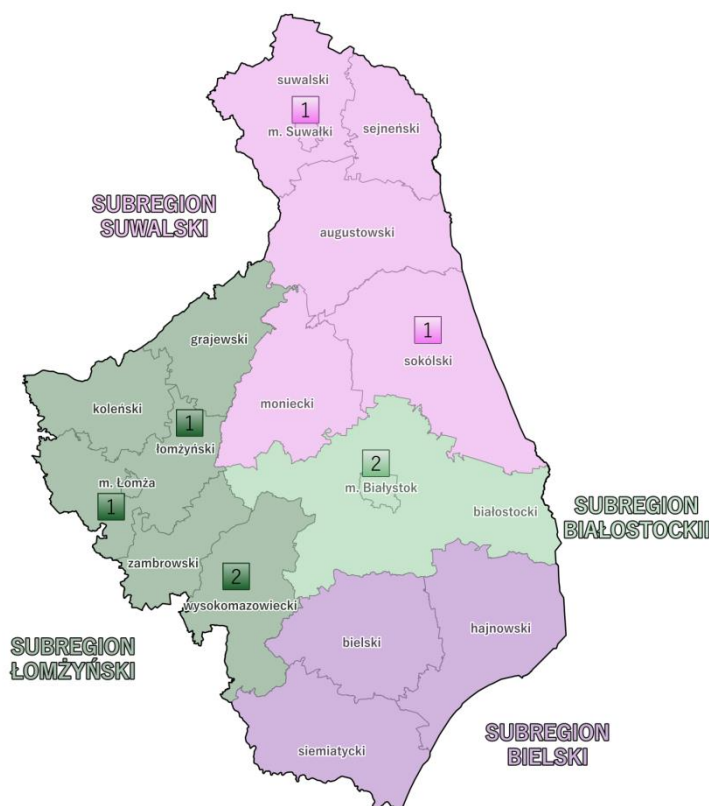 suwalski
1
m. Suwałki
sejneński
SUBREGION
SUWALSKI
augustowski
grajewski
1
sokólski
koleński
moniecki
1
łomżyński
m. Łomża
1
2
m. Białystok
białostocki
SUBREGION
BIAŁOSTOCKII
zambrowski
2
wysokomazowiecki
SUBREGION
ŁOMŻYŃSKI
bielski
hajnowski
siemiatycki
SUBREGION
BIELSKI